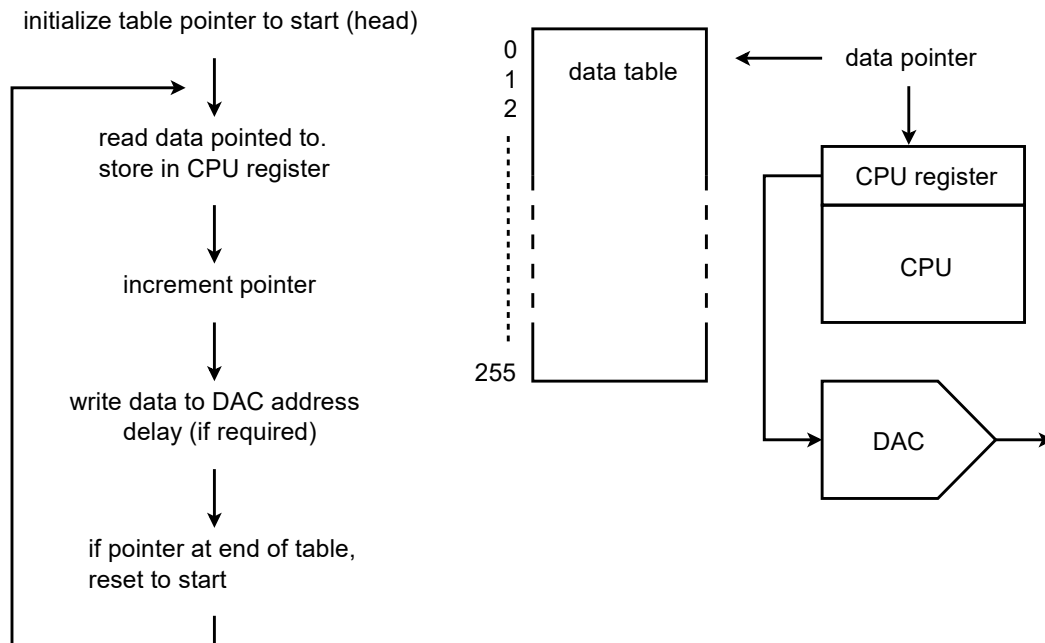 initialize table pointer to start (head)
read data pointed to.
store in CPU register
increment pointer
write data to DAC address
delay (if required)
if pointer at end of table,
reset to start
0
1
2
255
data table
data pointer
CPU register
CPU
DAC